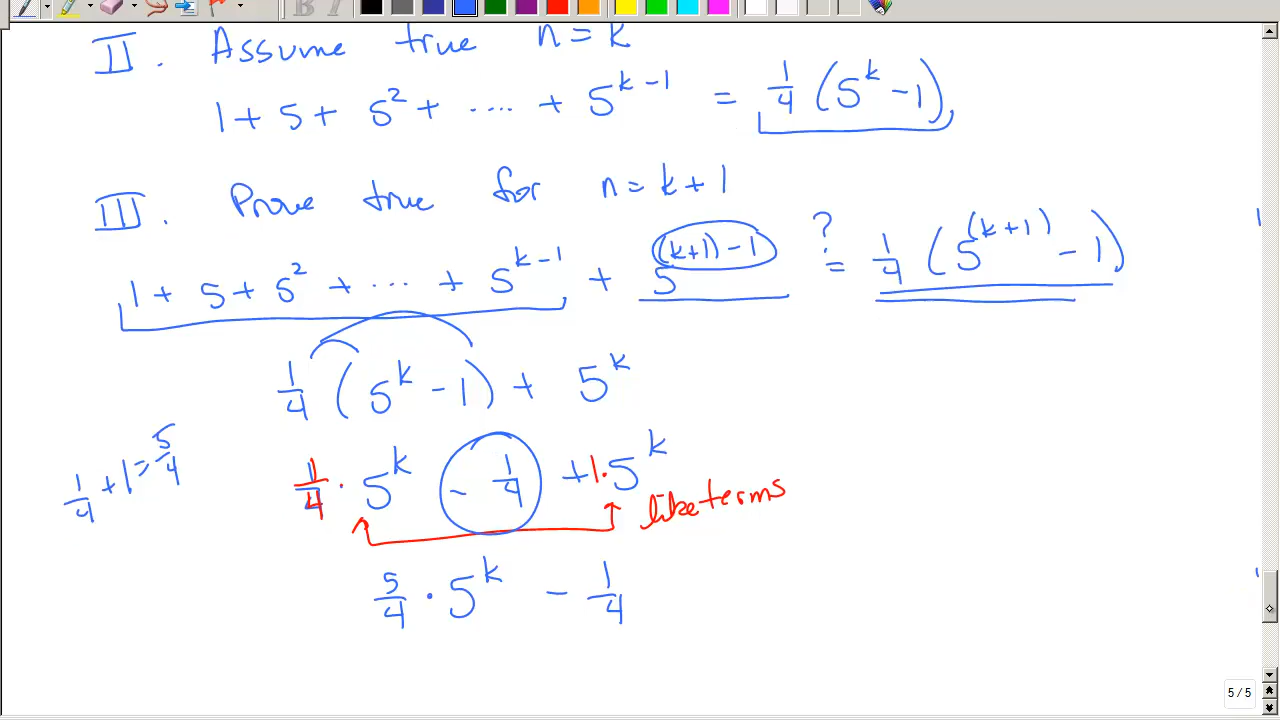 II. Assume true n = k
1 + 5 + 5² + .... + 5^(k-1) = 1/4 (5^k - 1)
III. Prove true for n = k + 1
1 + 5 + 5² + ... + 5^(k-1) + 5^((k+1)-1) ?= 1/4 (5^(k+1) - 1)
1/4 (5^k - 1) + 5^k
1/4 + 1 = 5/4
1/4 · 5^k - 1/4 + 1·5^k
like terms
5/4 · 5^k - 1/4
5/5